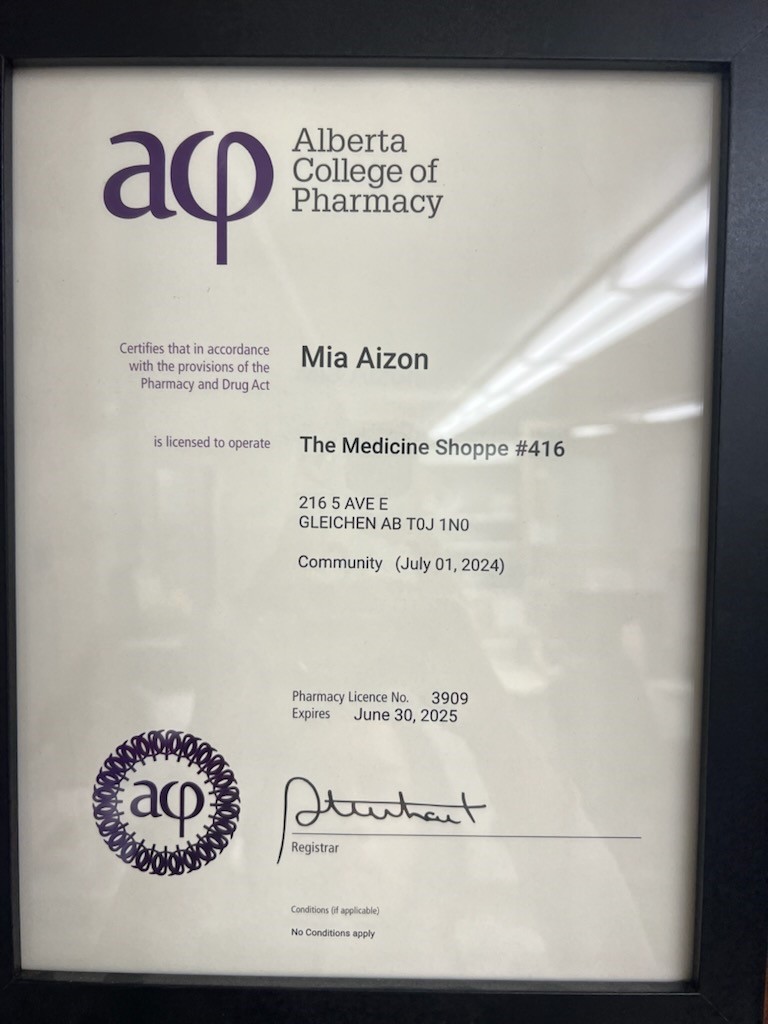 acp
Alberta
College of
Pharmacy
Certifies that in accordance
with the provisions of the
Pharmacy and Drug Act
Mia Aizon
is licensed to operate
The Medicine Shoppe #416
216 5 AVE E
GLEICHEN AB T0J 1N0
Community (July 01, 2024)
Pharmacy Licence No. 3909
Expires June 30, 2025
acp
Registrar
Conditions (if applicable)
No Conditions apply